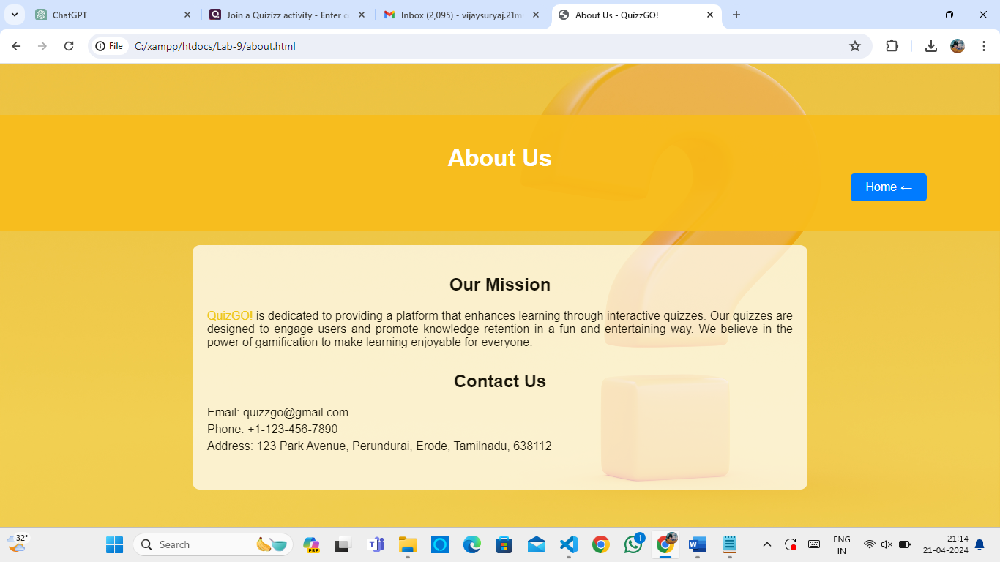 ChatGPT
Join a Quizizz activity - Enter c
Inbox (2,095) - vijaysuryaj.21ms
About Us - QuizzGO!
File
C:/xampp/htdocs/Lab-9/about.html
About Us
Home ←
Our Mission
QuizGO! is dedicated to providing a platform that enhances learning through interactive quizzes. Our quizzes are
designed to engage users and promote knowledge retention in a fun and entertaining way. We believe in the
power of gamification to make learning enjoyable for everyone.
Contact Us
Email: quizzgo@gmail.com
Phone: +1-123-456-7890
Address: 123 Park Avenue, Perundurai, Erode, Tamilnadu, 638112
32°
Search
PRE
1
ENG
IN
21:14
21-04-2024